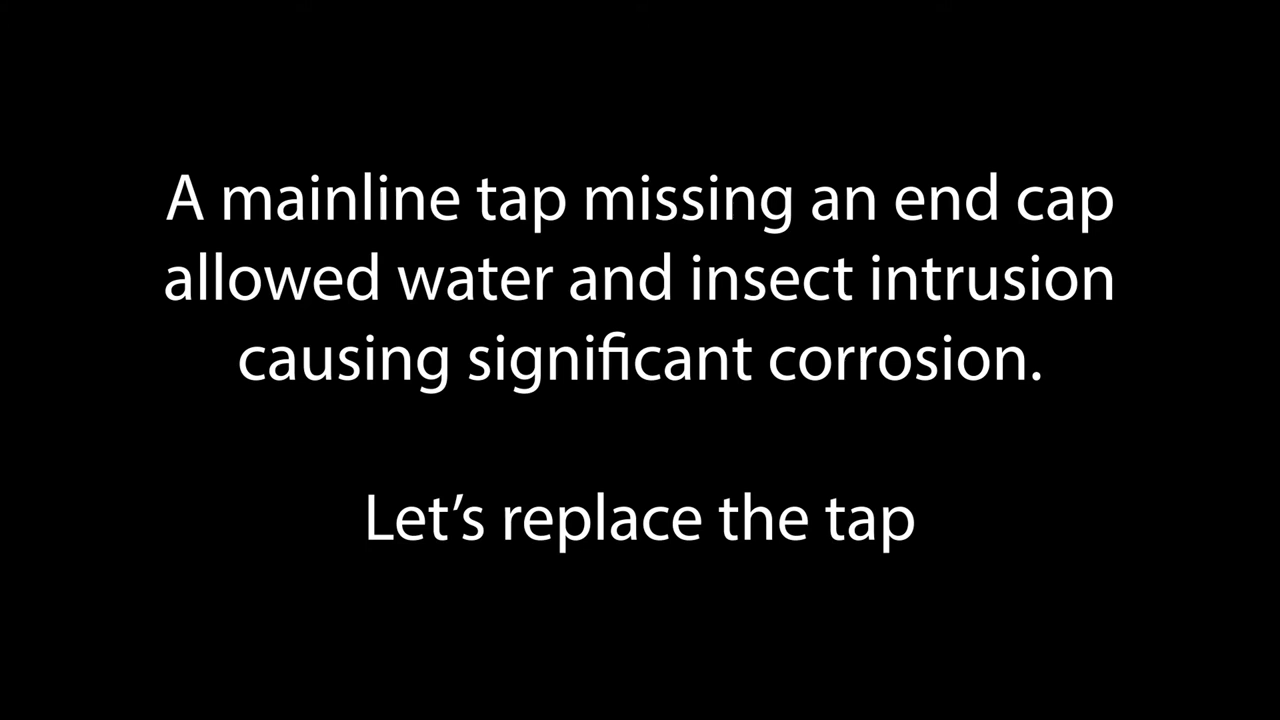 A mainline tap missing an end cap
allowed water and insect intrusion
causing significant corrosion.
Let’s replace the tap